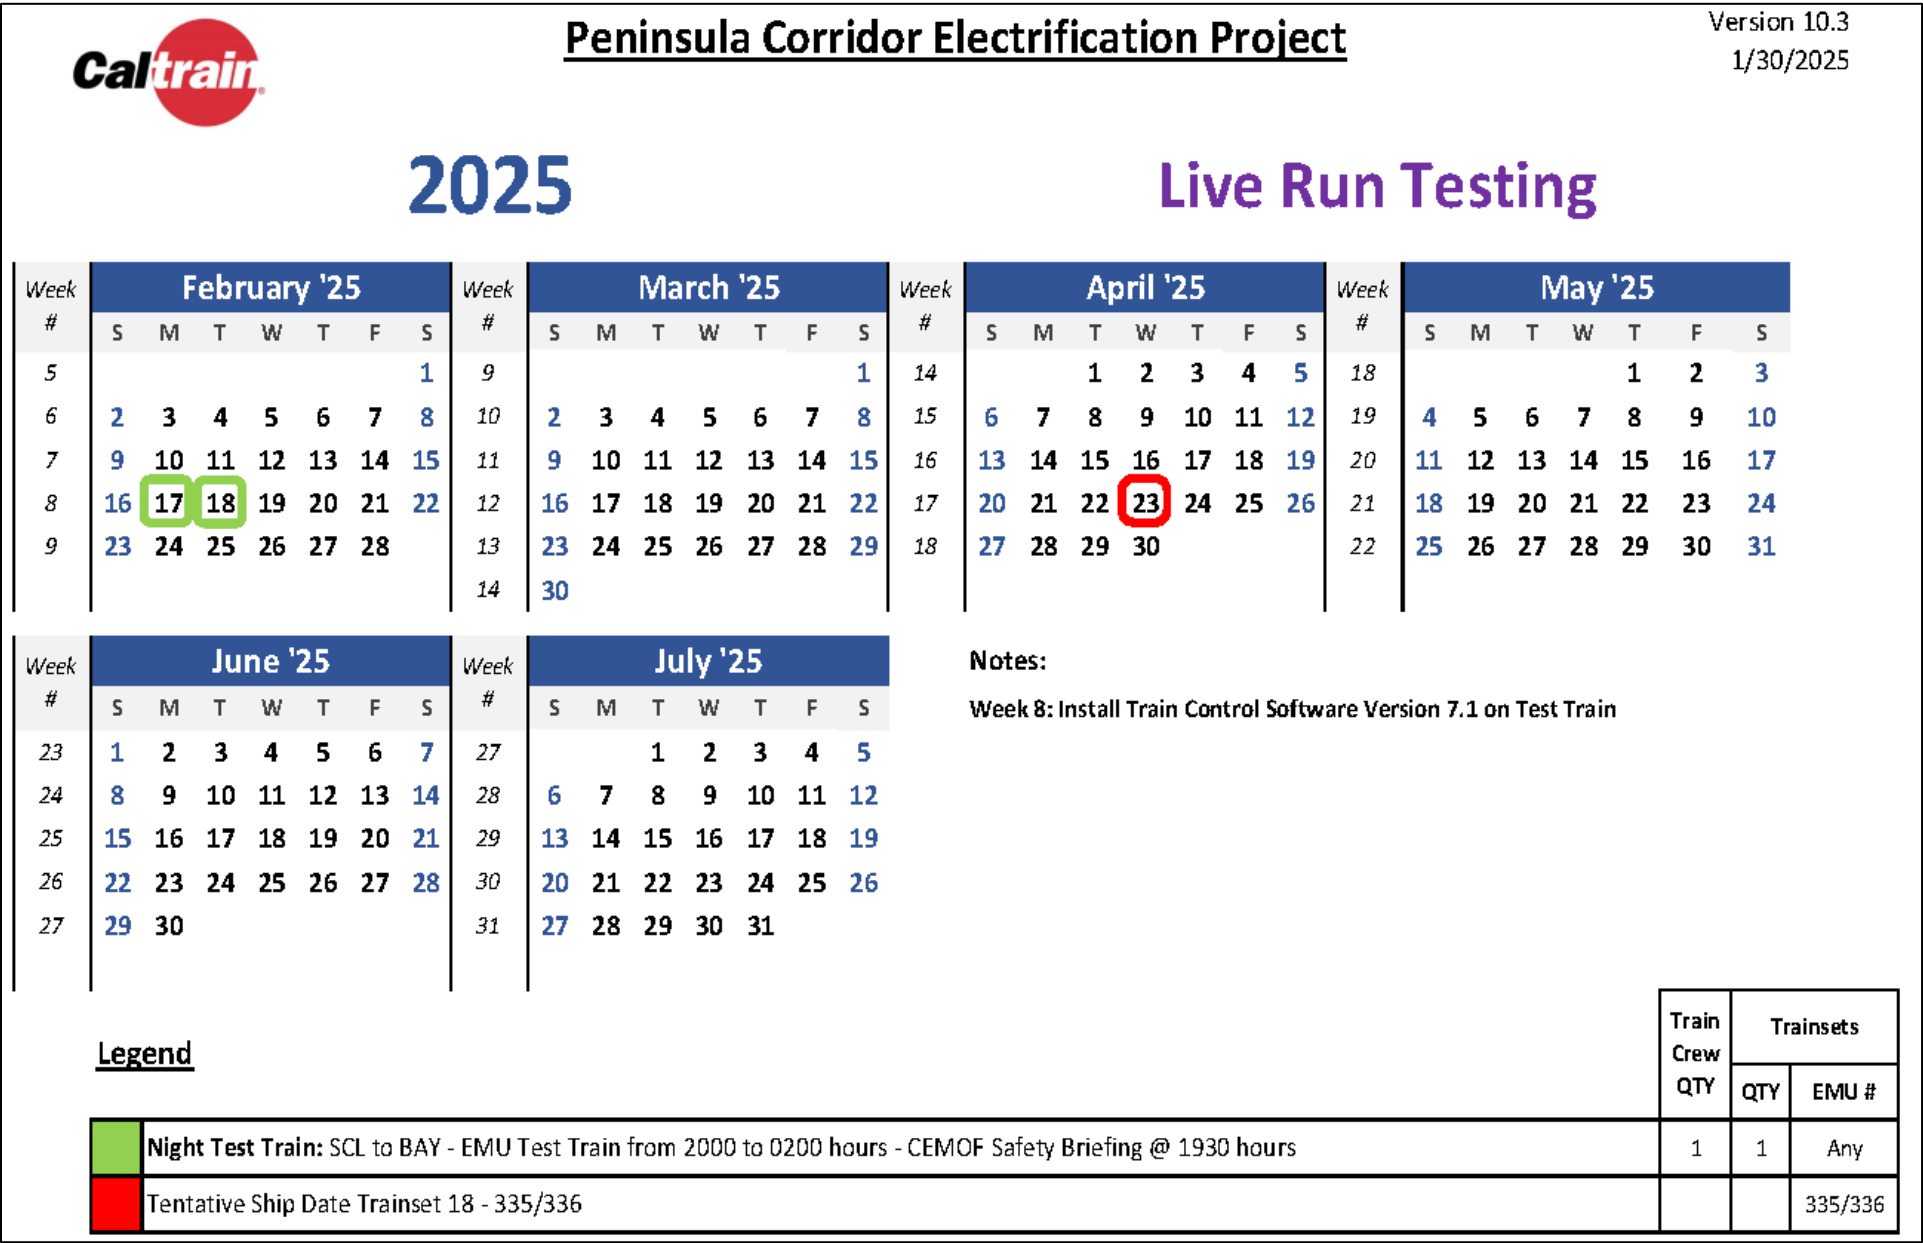 Caltrain
Peninsula Corridor Electrification Project
Version 10.3
1/30/2025
2025
Live Run Testing
Week # February '25
S M T W T F S
5 1
6 2 3 4 5 6 7 8
7 9 10 11 12 13 14 15
8 16 17 18 19 20 21 22
9 23 24 25 26 27 28
Week # March '25
S M T W T F S
9 1
10 2 3 4 5 6 7 8
11 9 10 11 12 13 14 15
12 16 17 18 19 20 21 22
13 23 24 25 26 27 28 29
14 30
Week # April '25
S M T W T F S
14 1 2 3 4 5
15 6 7 8 9 10 11 12
16 13 14 15 16 17 18 19
17 20 21 22 23 24 25 26
18 27 28 29 30
Week # May '25
S M T W T F S
18 1 2 3
19 4 5 6 7 8 9 10
20 11 12 13 14 15 16 17
21 18 19 20 21 22 23 24
22 25 26 27 28 29 30 31
Week # June '25
S M T W T F S
23 1 2 3 4 5 6 7
24 8 9 10 11 12 13 14
25 15 16 17 18 19 20 21
26 22 23 24 25 26 27 28
27 29 30
Week # July '25
S M T W T F S
27 1 2 3 4 5
28 6 7 8 9 10 11 12
29 13 14 15 16 17 18 19
30 20 21 22 23 24 25 26
31 27 28 29 30 31
Notes:
Week 8: Install Train Control Software Version 7.1 on Test Train
Legend
Train Crew QTY
Trainsets
QTY EMU #
Night Test Train: SCL to BAY - EMU Test Train from 2000 to 0200 hours - CEMOF Safety Briefing @ 1930 hours 1 1 Any
Tentative Ship Date Trainset 18 - 335/336 335/336